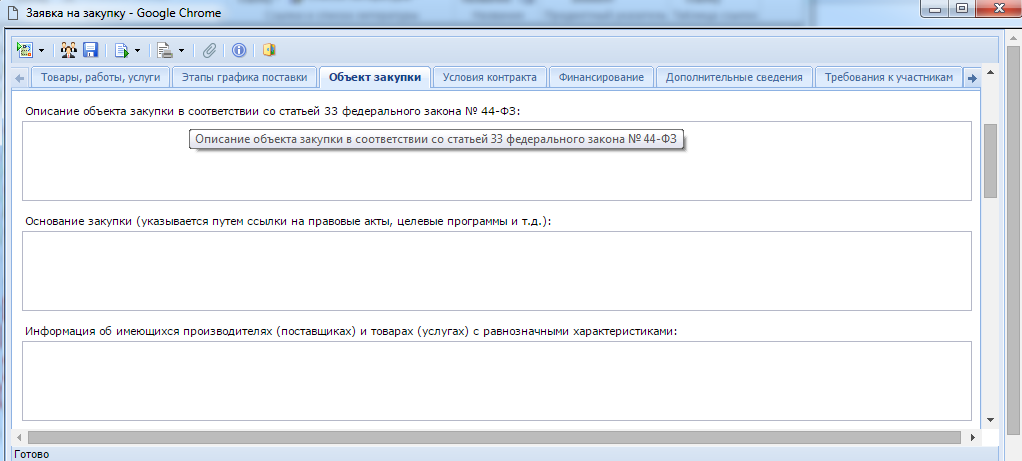 Заявка на закупку - Google Chrome
Товары, работы, услуги
Этапы графика поставки
Объект закупки
Условия контракта
Финансирование
Дополнительные сведения
Требования к участникам
Описание объекта закупки в соответствии со статьей 33 федерального закона № 44-ФЗ:
Описание объекта закупки в соответствии со статьей 33 федерального закона № 44-ФЗ
Основание закупки (указывается путем ссылки на правовые акты, целевые программы и т.д.):
Информация об имеющихся производителях (поставщиках) и товарах (услугах) с равнозначными характеристиками:
Готово